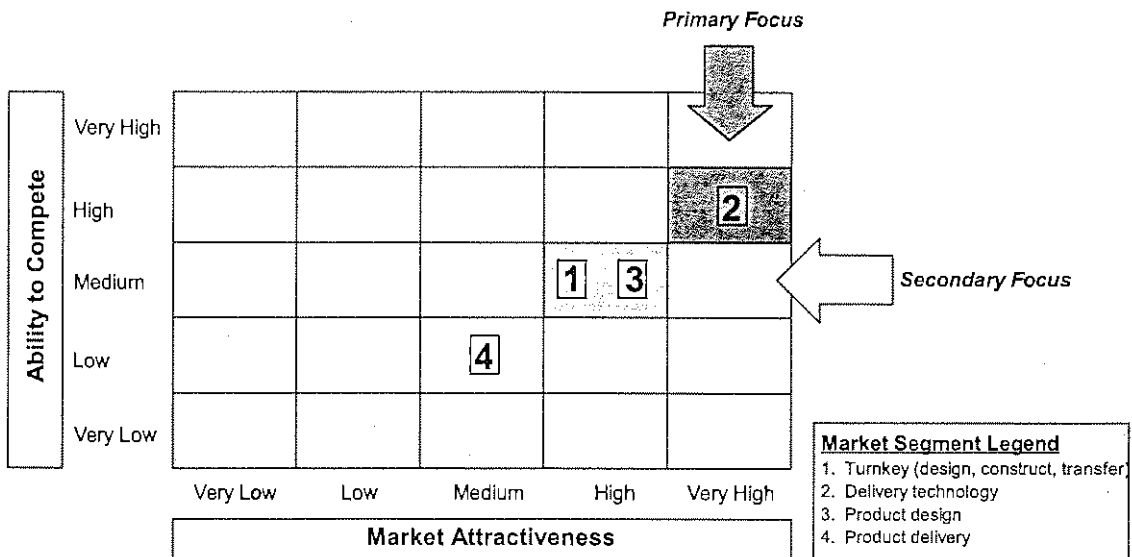 Primary Focus
Ability to Compete
Very High
High
2
Medium
1 3
Secondary Focus
Low
4
Very Low
Very Low Low Medium High Very High
Market Attractiveness
Market Segment Legend
1. Turnkey (design, construct, transfer)
2. Delivery technology
3. Product design
4. Product delivery